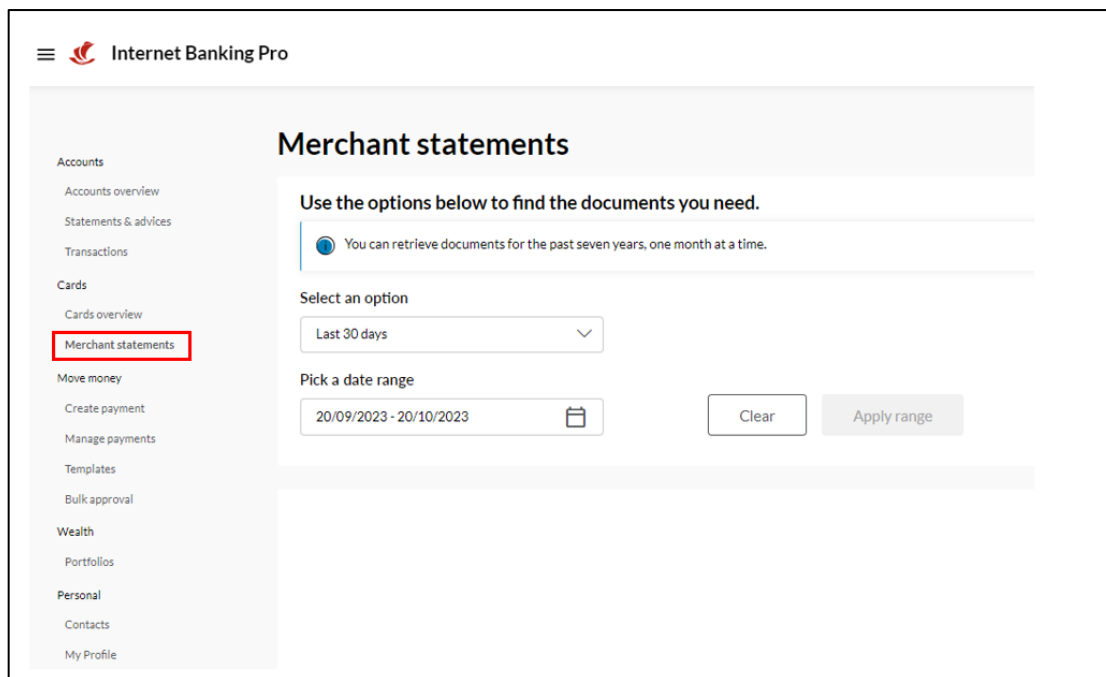 Internet Banking Pro
Accounts
Accounts overview
Statements & advices
Transactions
Cards
Cards overview
Merchant statements
Move money
Create payment
Manage payments
Templates
Bulk approval
Wealth
Portfolios
Personal
Contacts
My Profile
Merchant statements
Use the options below to find the documents you need.
You can retrieve documents for the past seven years, one month at a time.
Select an option
Last 30 days
Pick a date range
20/09/2023 - 20/10/2023
Clear
Apply range